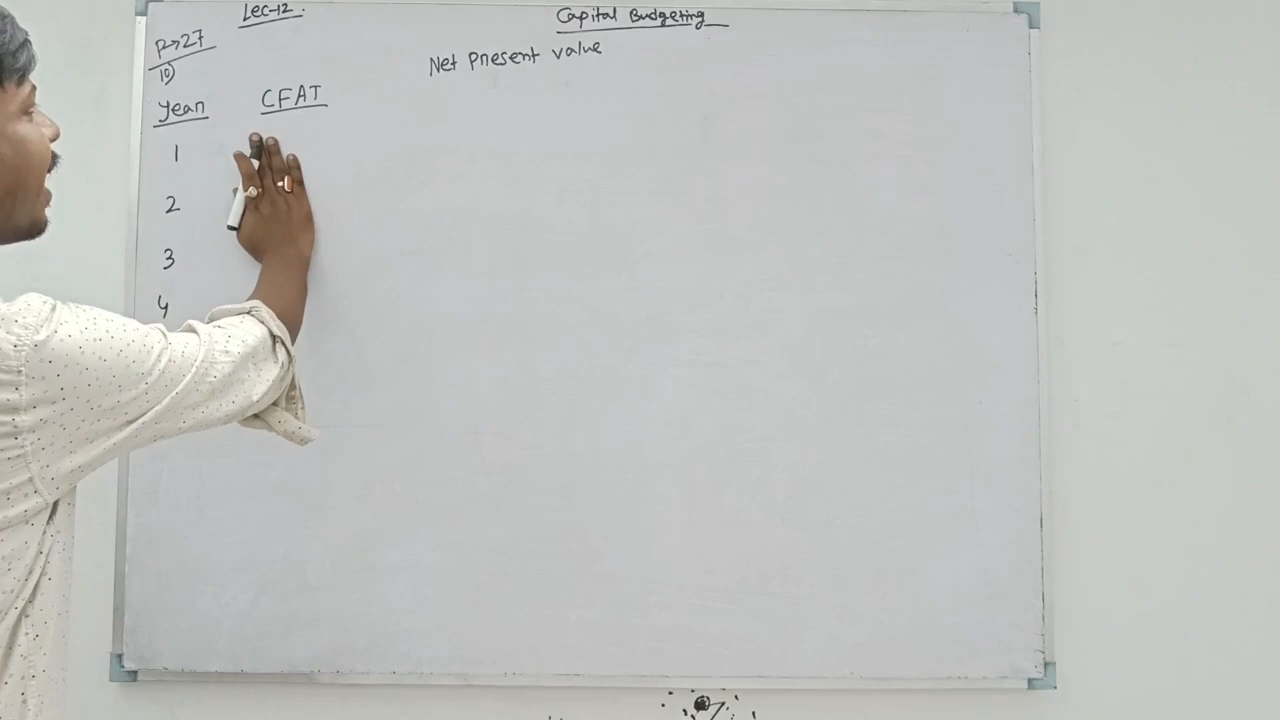 Lec-12.
Capital Budgeting
P→27
Net Present value
10)
Year
CFAT
1
2
3
4